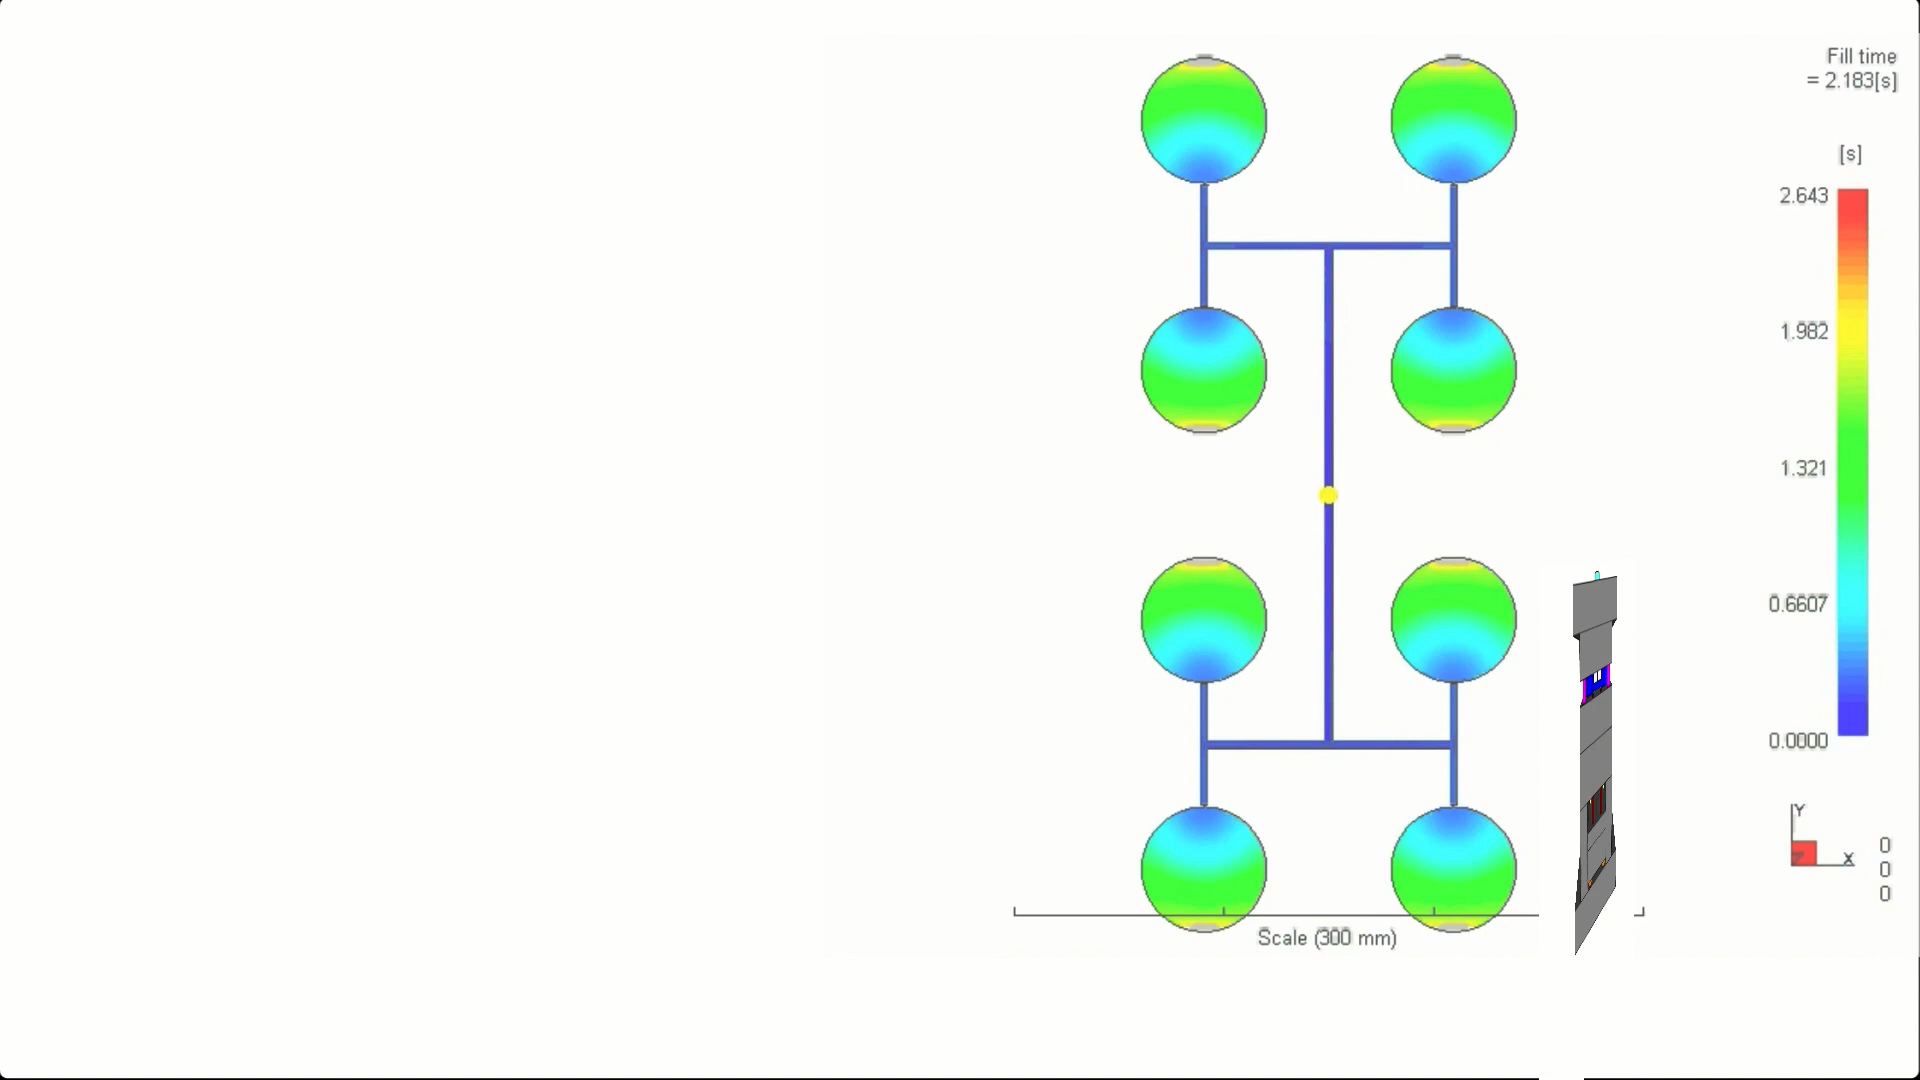 Fill time
= 2.183[s]
[s]
2.643
1.982
1.321
0.6607
0.0000
Y
Z
X
0
0
0
Scale (300 mm)